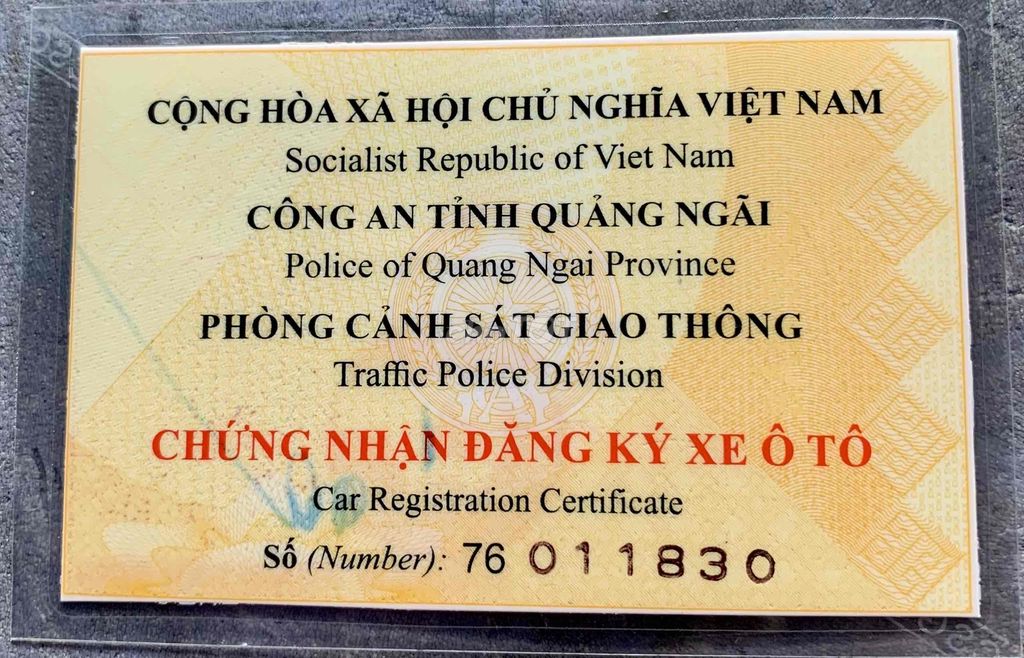 CỘNG HÒA XÃ HỘI CHỦ NGHĨA VIỆT NAM
Socialist Republic of Viet Nam
CÔNG AN TỈNH QUẢNG NGÃI
Police of Quang Ngai Province
PHÒNG CẢNH SÁT GIAO THÔNG
Traffic Police Division
CHỨNG NHẬN ĐĂNG KÝ XE Ô TÔ
Car Registration Certificate
Số (Number): 76 011830